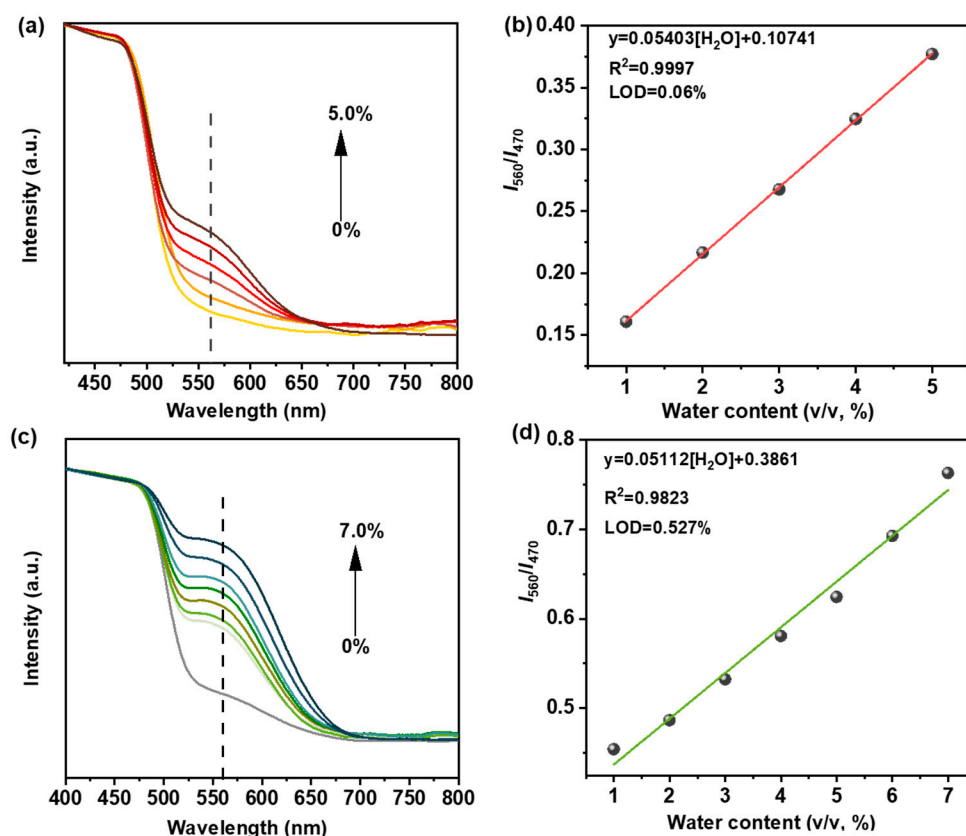 (a)
Intensity (a.u.)
5.0%
0%
450 500 550 600 650 700 750 800
Wavelength (nm)
(b)
y=0.05403[H₂O]+0.10741
R²=0.9997
LOD=0.06%
I₅₆₀/I₄₇₀
0.40
0.35
0.30
0.25
0.20
0.15
1 2 3 4 5
Water content (v/v, %)
(c)
Intensity (a.u.)
7.0%
0%
400 450 500 550 600 650 700 750 800
Wavelength (nm)
(d)
y=0.05112[H₂O]+0.3861
R²=0.9823
LOD=0.527%
I₅₆₀/I₄₇₀
0.8
0.7
0.6
0.5
1 2 3 4 5 6 7
Water content (v/v, %)